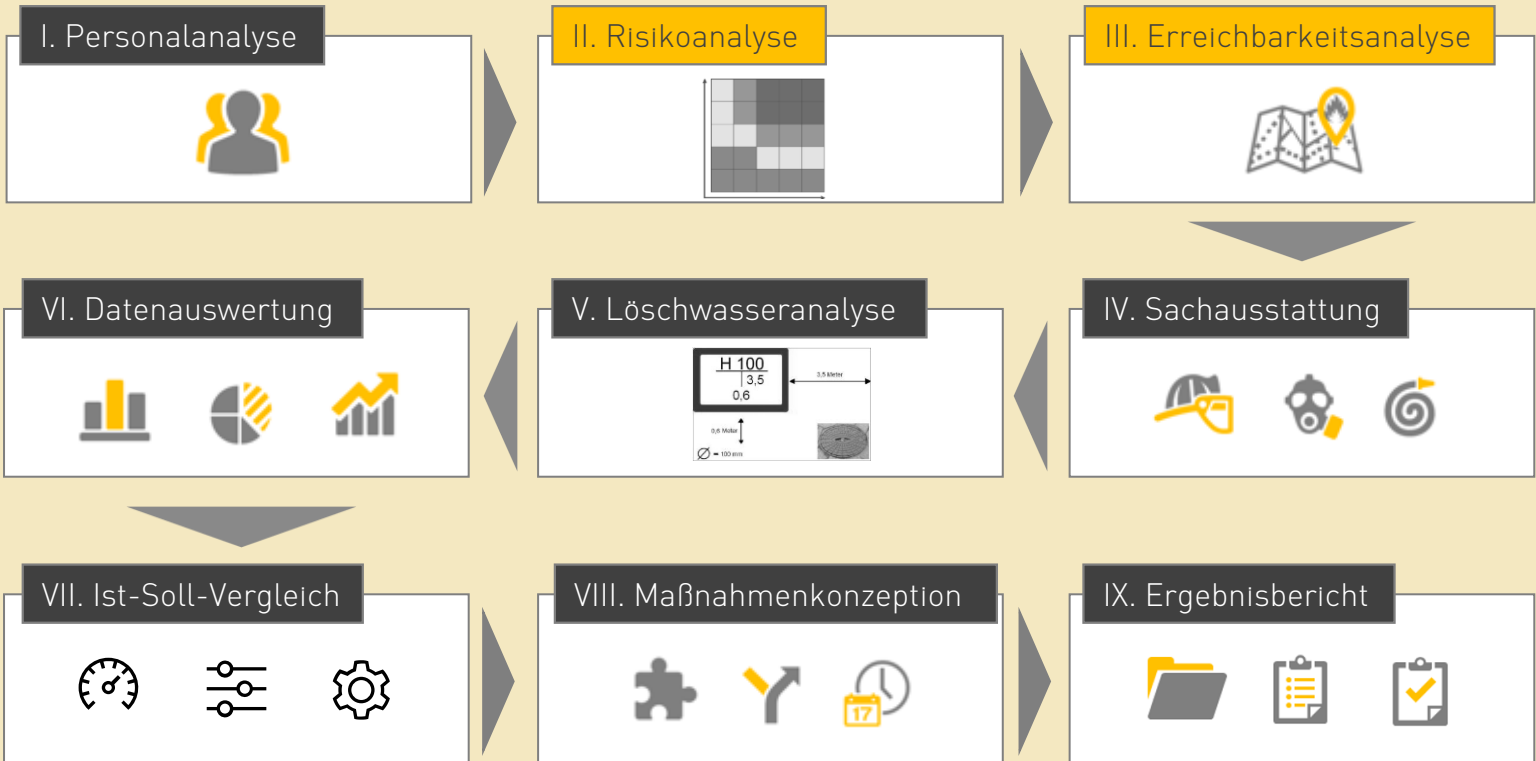 I. Personalanalyse
II. Risikoanalyse
III. Erreichbarkeitsanalyse
IV. Sachausstattung
V. Löschwasseranalyse
H 100
3,5
0,6
3,5 Meter
0,6 Meter
Ø = 100 mm
VI. Datenauswertung
VII. Ist-Soll-Vergleich
VIII. Maßnahmenkonzeption
17
IX. Ergebnisbericht